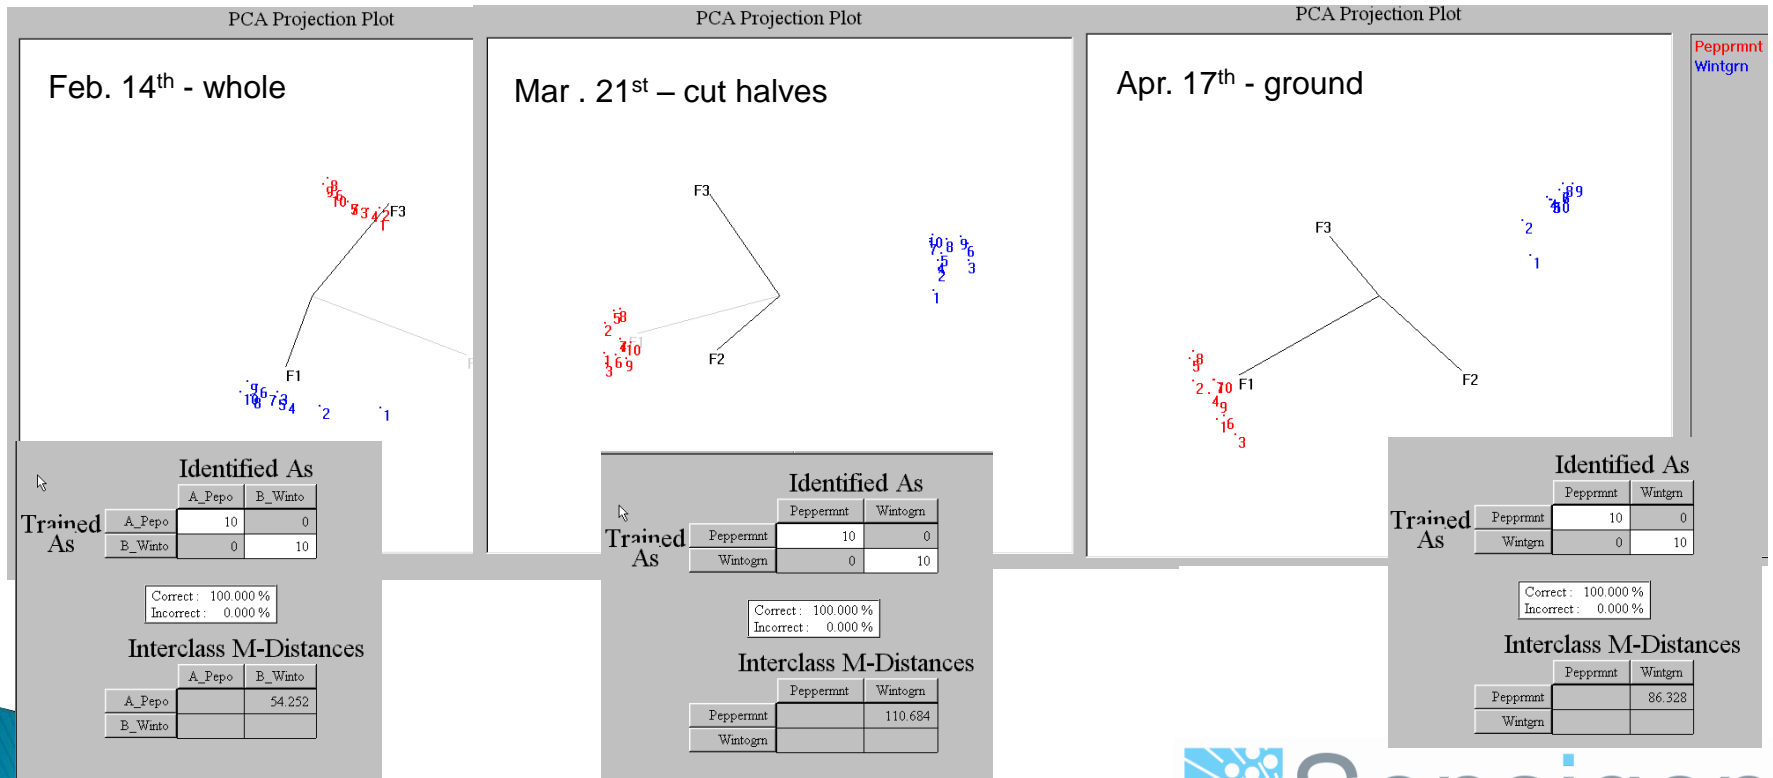 PCA Projection Plot
Feb. 14th - whole
F3
F1
Identified As
A_Pepo B_Winto
Trained As
A_Pepo 10 0
B_Winto 0 10
Correct : 100.000 %
Incorrect : 0.000 %
Interclass M-Distances
A_Pepo B_Winto
A_Pepo 54.252
B_Winto
PCA Projection Plot
Mar . 21st – cut halves
F3
F1
F2
Identified As
Peppermnt Wintogrn
Trained As
Peppermnt 10 0
Wintogrn 0 10
Correct : 100.000 %
Incorrect : 0.000 %
Interclass M-Distances
Peppermnt Wintogrn
Peppermnt 110.684
Wintogrn
PCA Projection Plot
Apr. 17th - ground
F3
F1
F2
Pepprmnt
Wintgrn
Identified As
Pepprmnt Wintgrn
Trained As
Pepprmnt 10 0
Wintgrn 0 10
Correct : 100.000 %
Incorrect : 0.000 %
Interclass M-Distances
Pepprmnt Wintgrn
Pepprmnt 86.328
Wintgrn